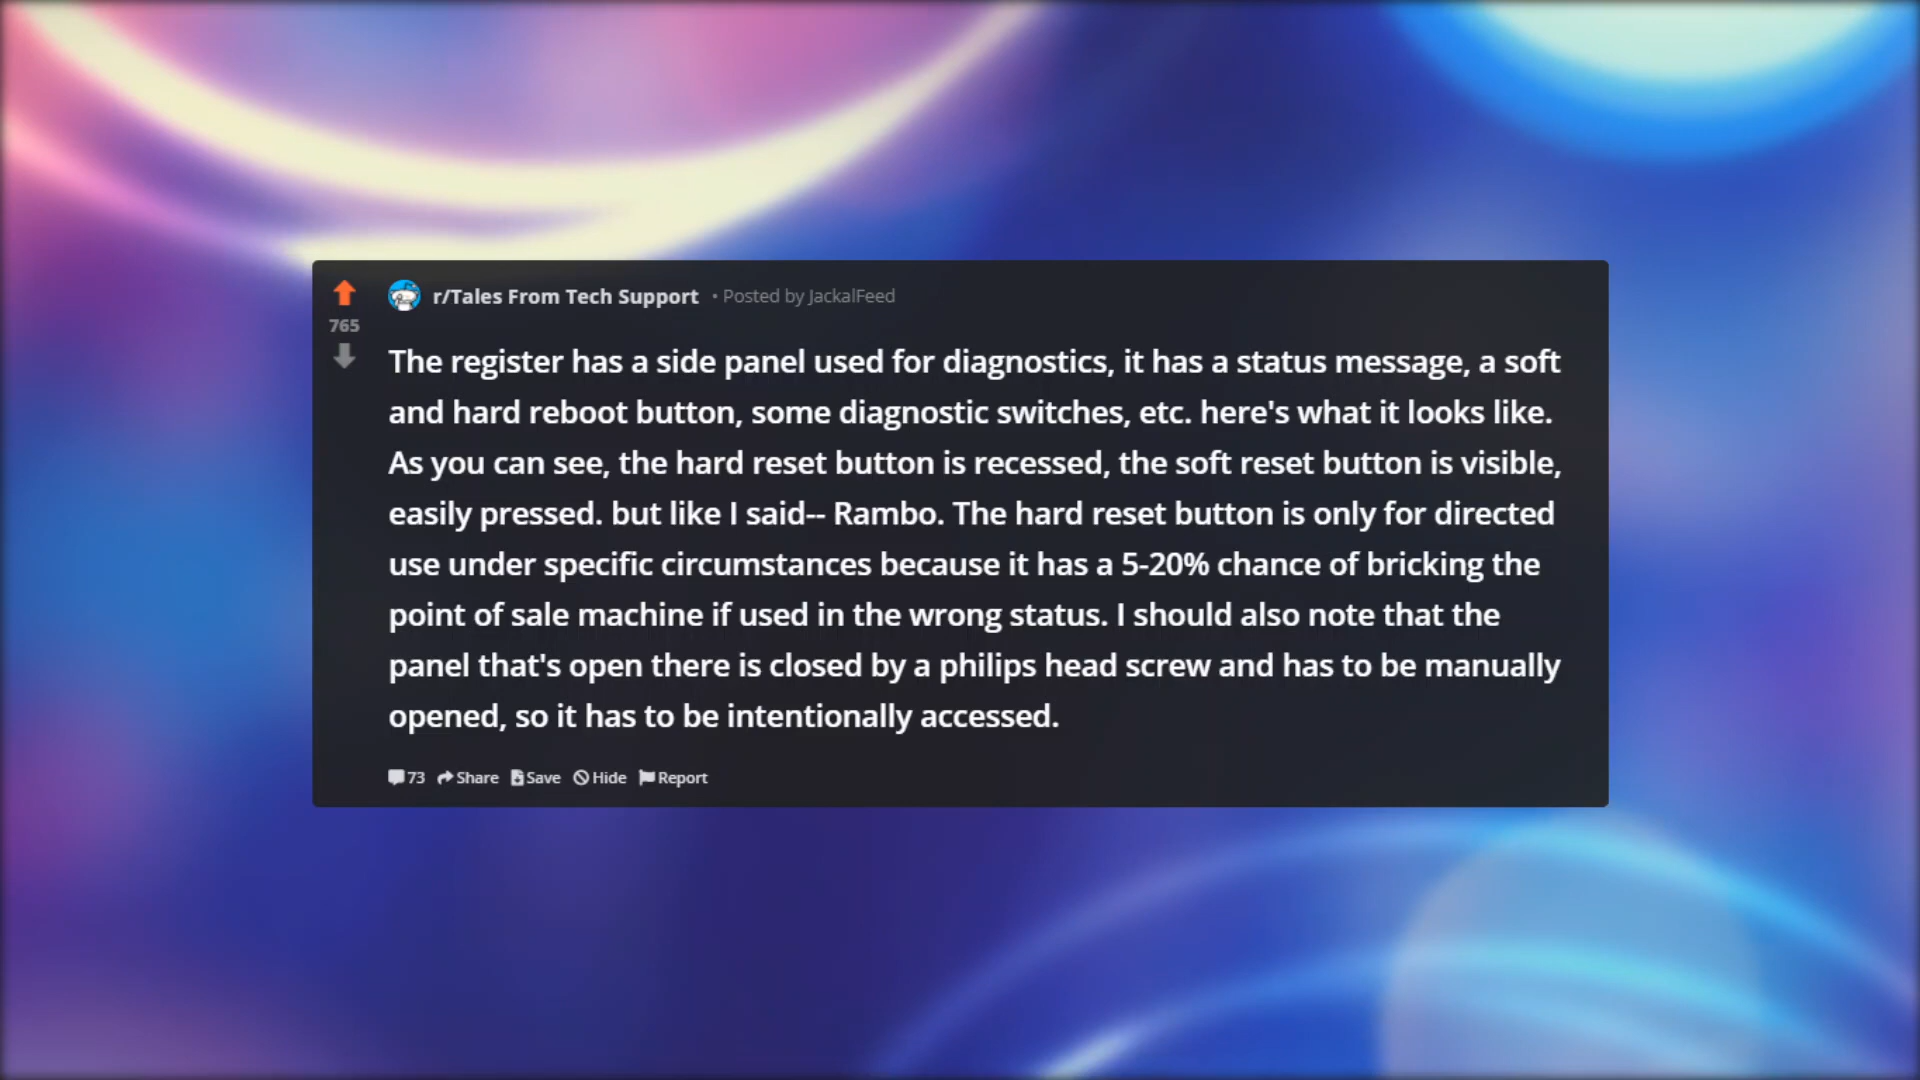 r/Tales From Tech Support • Posted by JackalFeed
765
The register has a side panel used for diagnostics, it has a status message, a soft
and hard reboot button, some diagnostic switches, etc. here's what it looks like.
As you can see, the hard reset button is recessed, the soft reset button is visible,
easily pressed. but like I said-- Rambo. The hard reset button is only for directed
use under specific circumstances because it has a 5-20% chance of bricking the
point of sale machine if used in the wrong status. I should also note that the
panel that's open there is closed by a philips head screw and has to be manually
opened, so it has to be intentionally accessed.
73 Share Save Hide Report